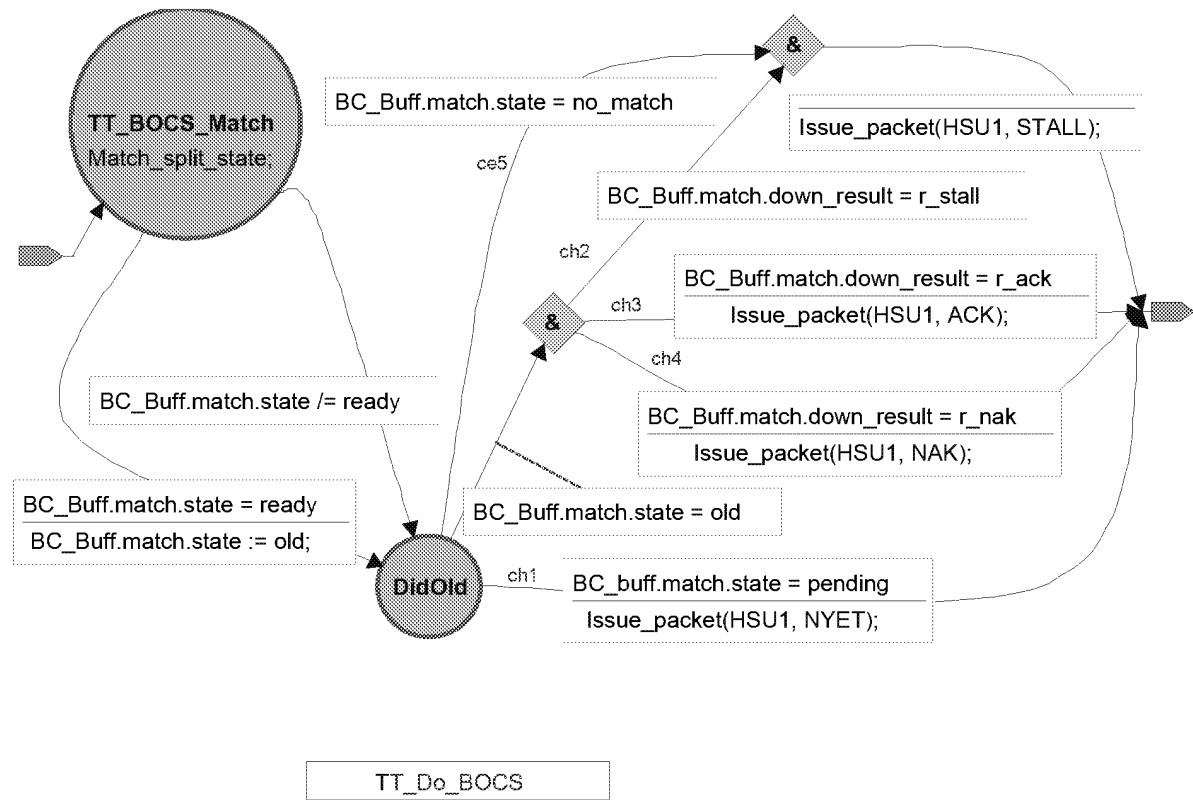 &
BC_Buff.match.state = no_match
TT_BOCS_Match
Match_split_state;
Issue_packet(HSU1, STALL);
ce5
BC_Buff.match.down_result = r_stall
ch2
BC_Buff.match.down_result = r_ack
Issue_packet(HSU1, ACK);
ch3
&
ch4
BC_Buff.match.state /= ready
BC_Buff.match.down_result = r_nak
Issue_packet(HSU1, NAK);
BC_Buff.match.state = ready
BC_Buff.match.state := old;
BC_Buff.match.state = old
DidOld
ch1
BC_buff.match.state = pending
Issue_packet(HSU1, NYET);
TT_Do_BOCS